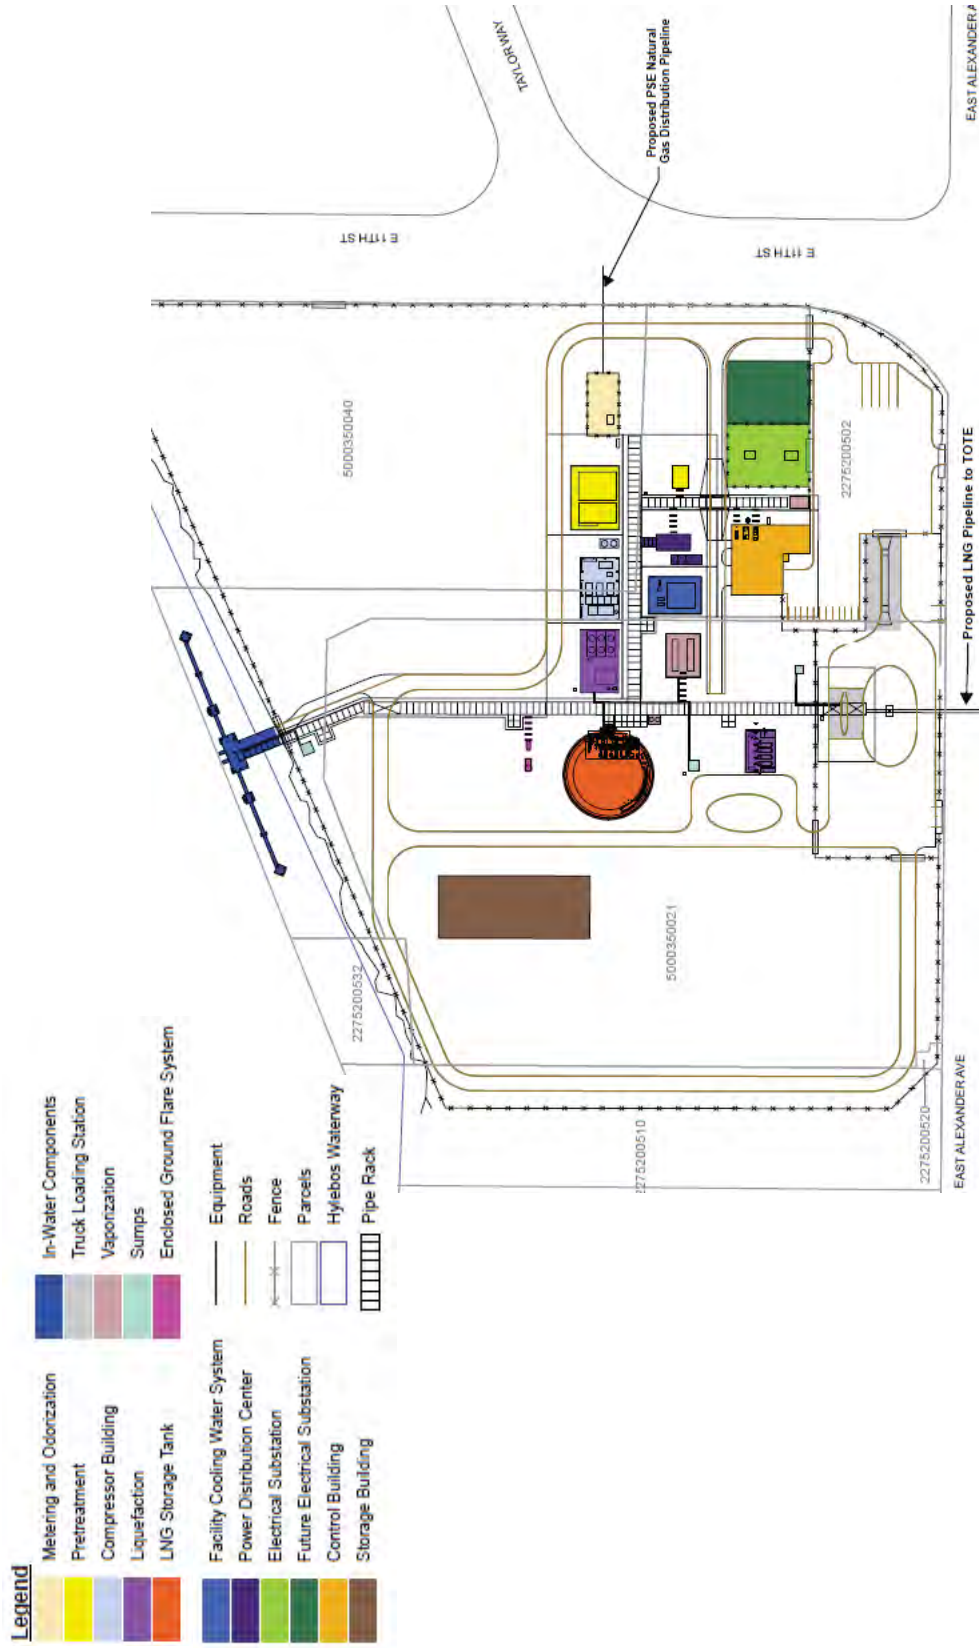 Legend
Metering and Odorization
Pretreatment
Compressor Building
Liquefaction
LNG Storage Tank
In-Water Components
Truck Loading Station
Vaporization
Sumps
Enclosed Ground Flare System
Facility Cooling Water System
Power Distribution Center
Electrical Substation
Future Electrical Substation
Control Building
Storage Building
Equipment
Roads
Fence
Parcels
Hylebos Waterway
Pipe Rack
TAYLOR WAY
Proposed PSE Natural
Gas Distribution Pipeline
E 11TH ST
E 11TH ST
5000350040
2275200502
5000350021
2275200532
2275200510
2275200520
Proposed LNG Pipeline to TOTE
EAST ALEXANDER AVE
EAST ALEXANDER A